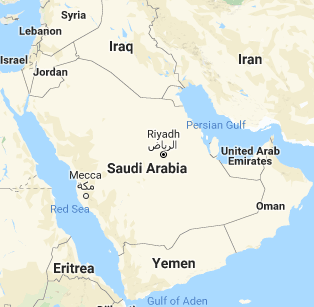 Syria
Lebanon
Iraq
Israel
Iran
Jordan
Persian Gulf
Riyadh
الرياض
Saudi Arabia
United Arab
Emirates
Mecca
مكة
Red Sea
Oman
Eritrea
Yemen
Gulf of Aden